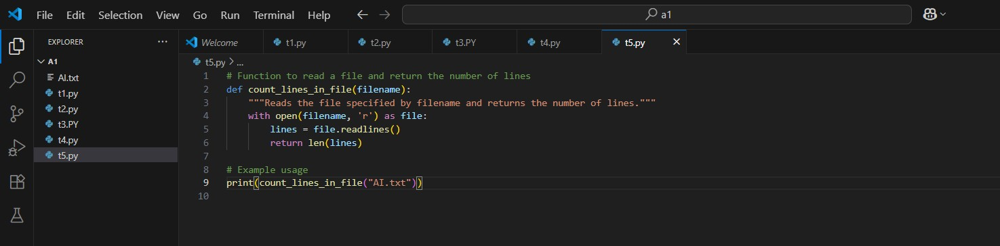 File Edit Selection View Go Run Terminal Help a1
EXPLORER ...
Welcome t1.py t2.py t3.PY t4.py t5.py
A1
AI.txt
t1.py
t2.py
t3.PY
t4.py
t5.py
t5.py > ...
1 # Function to read a file and return the number of lines
2 def count_lines_in_file(filename):
3 """Reads the file specified by filename and returns the number of lines."""
4 with open(filename, 'r') as file:
5 lines = file.readlines()
6 return len(lines)
7
8 # Example usage
9 print(count_lines_in_file("AI.txt"))
10